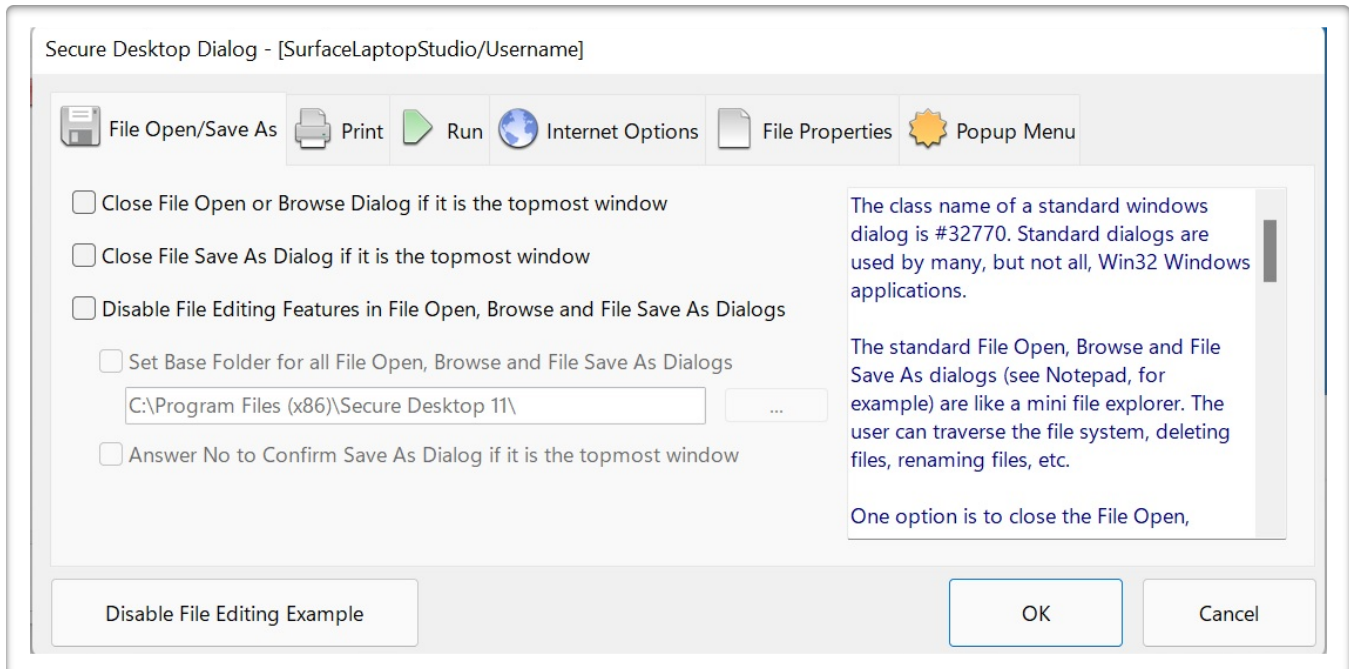 Secure Desktop Dialog - [SurfaceLaptopStudio/Username]
File Open/Save As Print Run Internet Options File Properties Popup Menu
Close File Open or Browse Dialog if it is the topmost window
Close File Save As Dialog if it is the topmost window
Disable File Editing Features in File Open, Browse and File Save As Dialogs
Set Base Folder for all File Open, Browse and File Save As Dialogs
C:\Program Files (x86)\Secure Desktop 11\
...
Answer No to Confirm Save As Dialog if it is the topmost window
The class name of a standard windows
dialog is #32770. Standard dialogs are
used by many, but not all, Win32 Windows
applications.
The standard File Open, Browse and File
Save As dialogs (see Notepad, for
example) are like a mini file explorer. The
user can traverse the file system, deleting
files, renaming files, etc.
One option is to close the File Open,
Disable File Editing Example
OK
Cancel